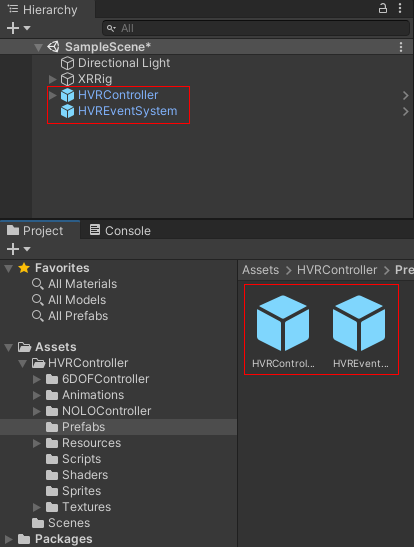 Hierarchy
All
SampleScene*
Directional Light
XRRig
HVRController
HVREventSystem
Project
Console
Favorites
All Materials
All Models
All Prefabs
Assets
HVRController
6DOFController
Animations
NOLOController
Prefabs
Resources
Scripts
Shaders
Sprites
Textures
Scenes
Packages
Assets > HVRController > Pre
HVRControl...
HVREvent...